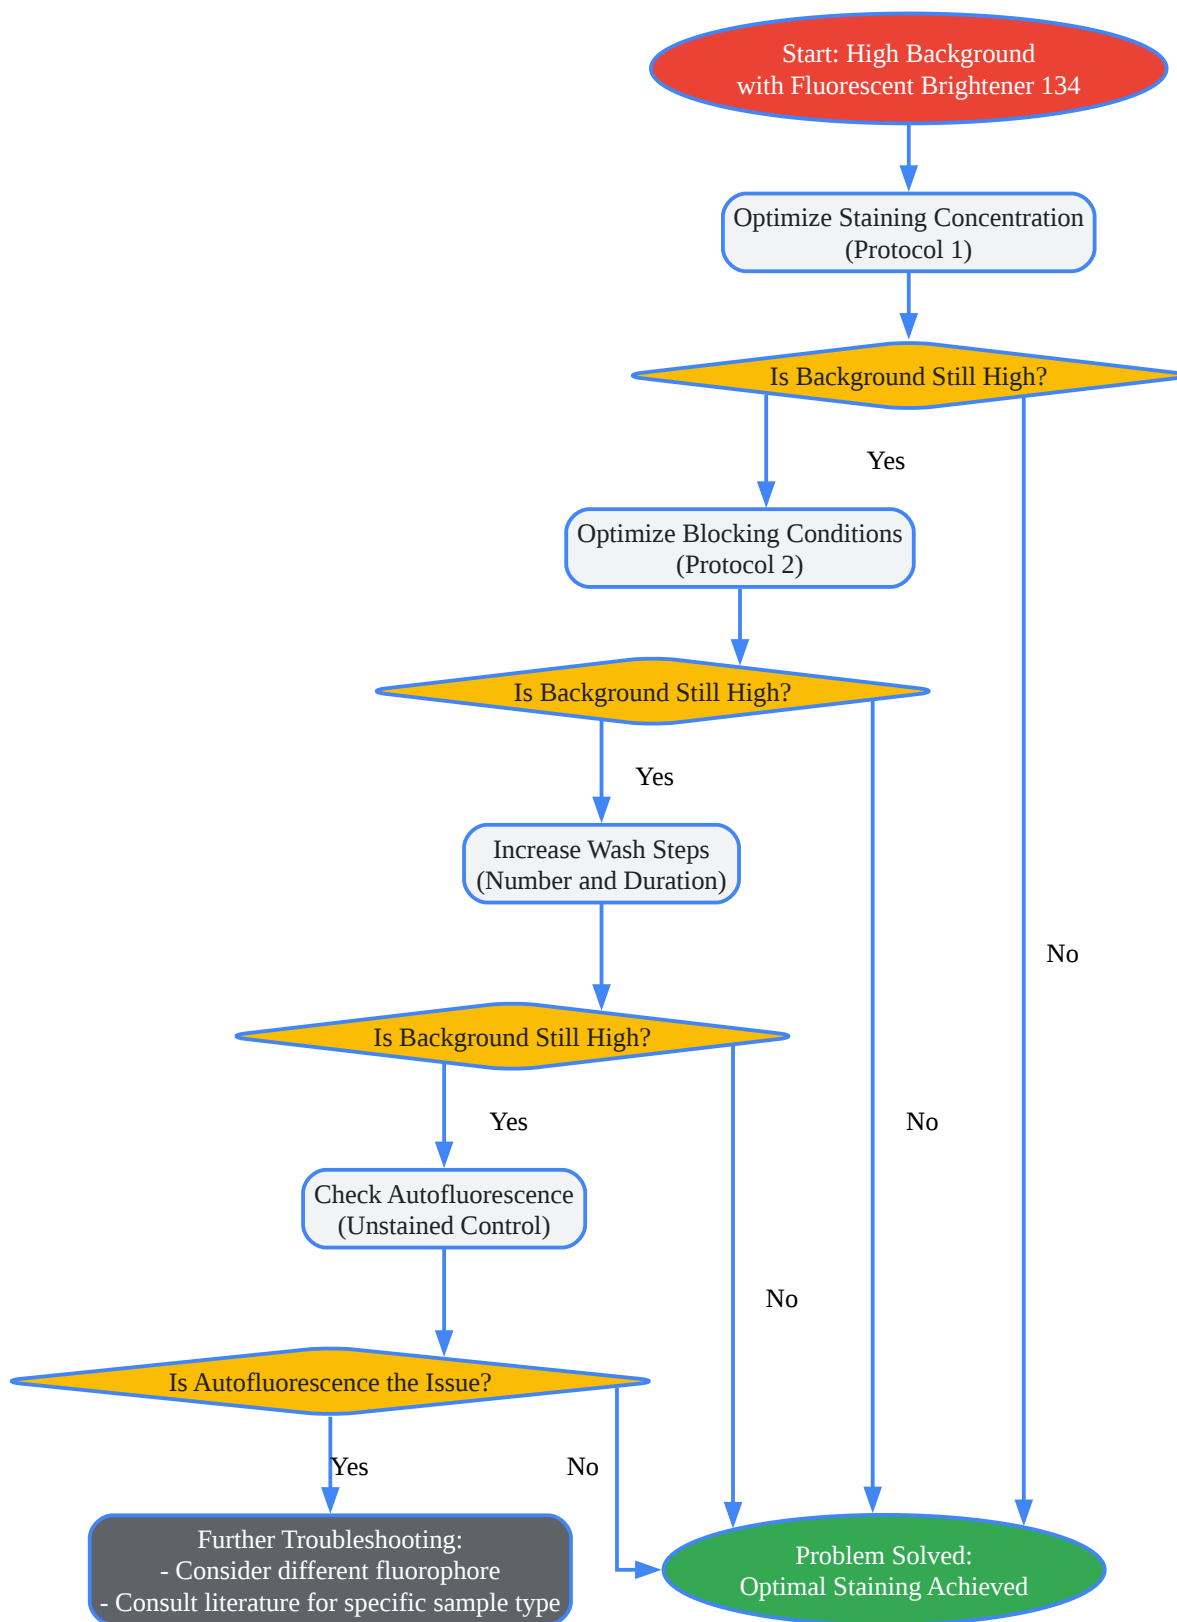 Start: High Background
with Fluorescent Brightener 134
Optimize Staining Concentration
(Protocol 1)
Is Background Still High?
Yes
Optimize Blocking Conditions
(Protocol 2)
Is Background Still High?
Yes
Increase Wash Steps
(Number and Duration)
No
Is Background Still High?
Yes
No
Check Autofluorescence
(Unstained Control)
No
Is Autofluorescence the Issue?
Yes
No
Further Troubleshooting:
- Consider different fluorophore
- Consult literature for specific sample type
Problem Solved:
Optimal Staining Achieved